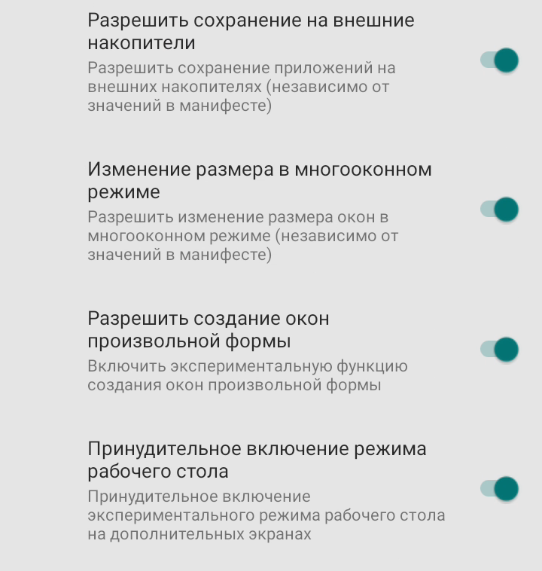 Разрешить сохранение на внешние
накопители
Разрешить сохранение приложений на
внешних накопителях (независимо от
значений в манифесте)
Изменение размера в многооконном
режиме
Разрешить изменение размера окон в
многооконном режиме (независимо от
значений в манифесте)
Разрешить создание окон
произвольной формы
Включить экспериментальную функцию
создания окон произвольной формы
Принудительное включение режима
рабочего стола
Принудительное включение
экспериментального режима рабочего стола
на дополнительных экранах